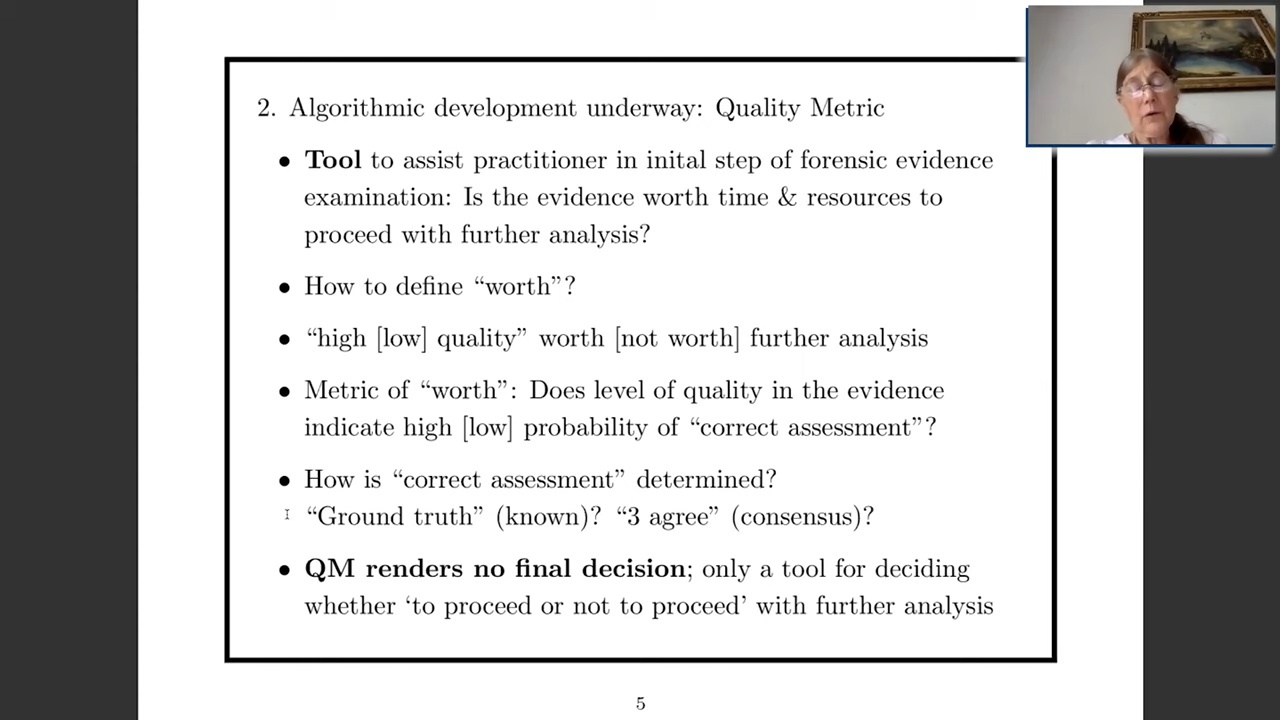 2. Algorithmic development underway: Quality Metric
• Tool to assist practitioner in inital step of forensic evidence
examination: Is the evidence worth time & resources to
proceed with further analysis?
• How to define “worth”?
• “high [low] quality” worth [not worth] further analysis
• Metric of “worth”: Does level of quality in the evidence
indicate high [low] probability of “correct assessment”?
• How is “correct assessment” determined?
“Ground truth” (known)? “3 agree” (consensus)?
• QM renders no final decision; only a tool for deciding
whether ‘to proceed or not to proceed’ with further analysis
5